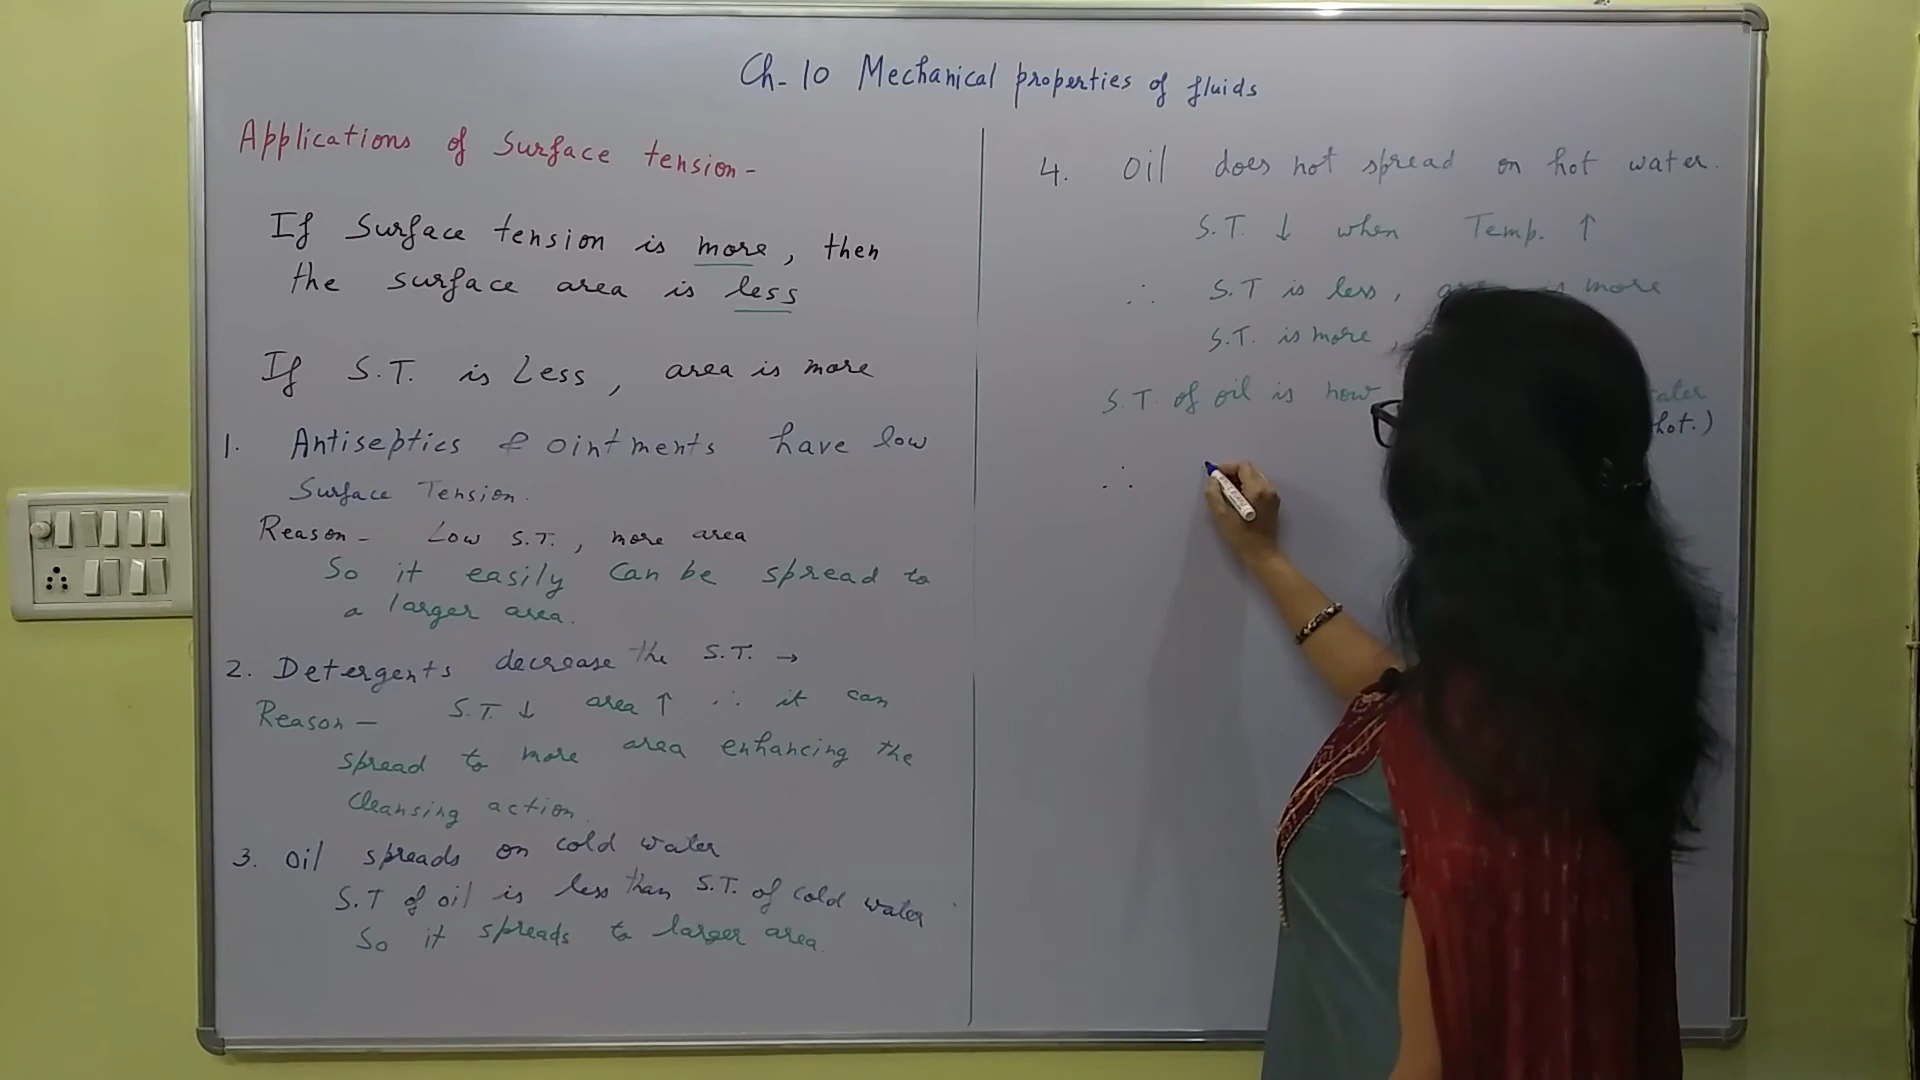 Ch- 10 Mechanical properties of fluids
Applications of Surface tension -
If Surface tension is more, then
the surface area is less
If S.T. is Less, area is more
1. Antiseptics & ointments have low
Surface Tension.
Reason - Low S.T., more area
So it easily can be spread to
a larger area.
2. Detergents decrease the S.T. →
Reason - S.T. ↓ area ↑ ∴ it can
spread to more area enhancing the
cleansing action.
3. Oil spreads on cold water
S.T of oil is less than S.T. of cold water
So it spreads to larger area.
4. Oil does not spread on hot water.
S.T. ↓ when Temp. ↑
∴ S.T is less, area is more
S.T. is more,
S.T. of oil is now
hot.)
∴